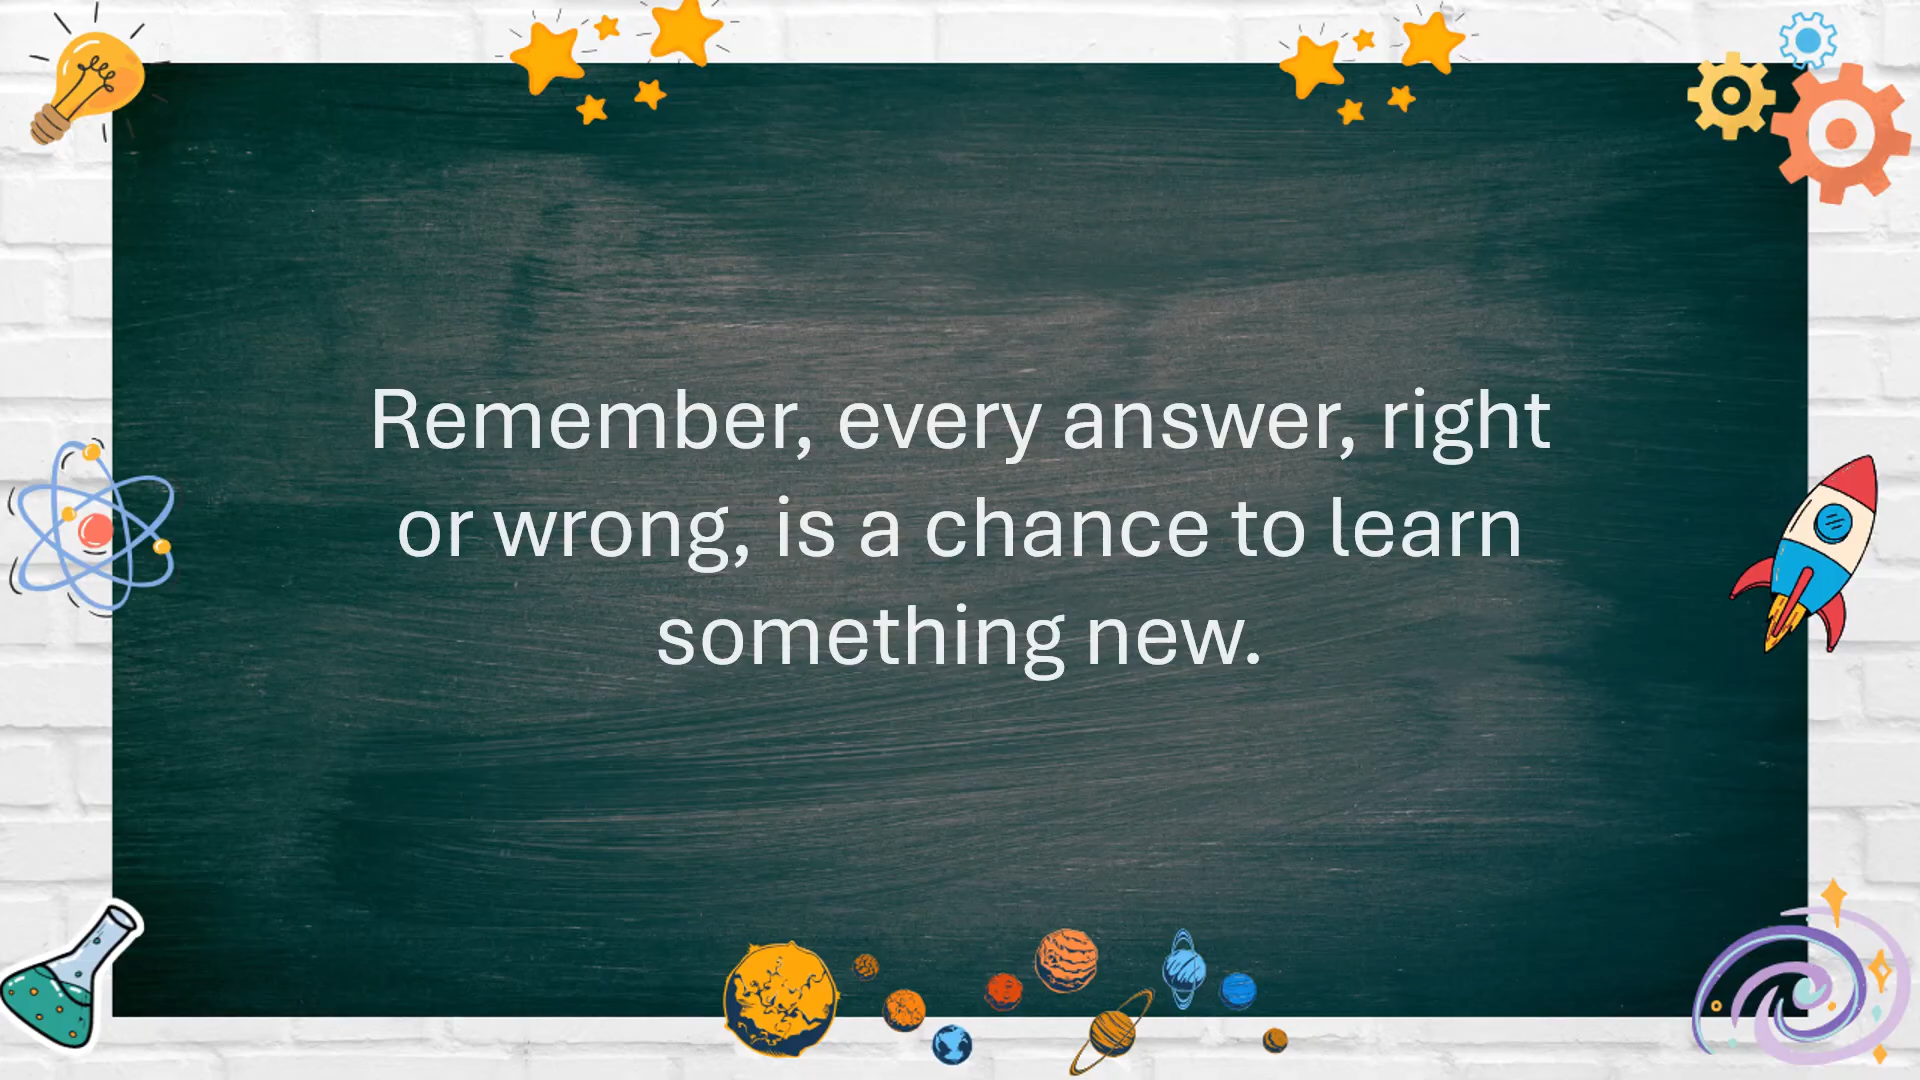 Remember, every answer, right
or wrong, is a chance to learn
something new.